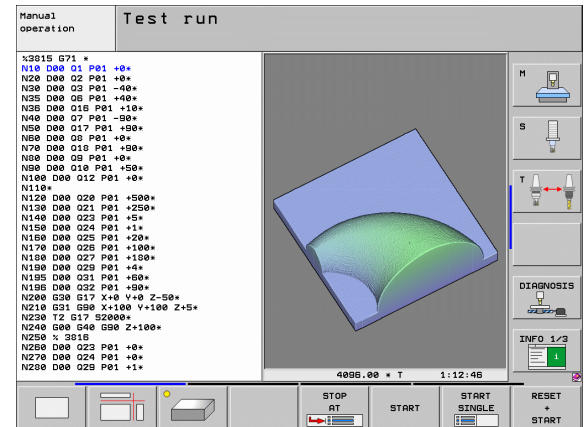 Manual
operation
Test run
%3815 G71 *
N10 D00 Q1 P01 +0*
N20 D00 Q2 P01 +0*
N30 D00 Q3 P01 -40*
N35 D00 Q6 P01 +40*
N36 D00 Q16 P01 +10*
N40 D00 Q7 P01 -90*
N50 D00 Q17 P01 +90*
N60 D00 Q8 P01 +0*
N70 D00 Q18 P01 +90*
N80 D00 Q9 P01 +0*
N90 D00 Q10 P01 +50*
N100 D00 Q12 P01 +0*
N110*
N120 D00 Q20 P01 +500*
N130 D00 Q21 P01 +250*
N140 D00 Q23 P01 +5*
N150 D00 Q24 P01 +1*
N160 D00 Q25 P01 +20*
N170 D00 Q26 P01 +100*
N180 D00 Q27 P01 +180*
N190 D00 Q29 P01 +4*
N195 D00 Q31 P01 +60*
N196 D00 Q32 P01 +90*
N200 G30 G17 X+0 Y+0 Z-50*
N210 G31 G90 X+100 Y+100 Z+5*
N230 T2 G17 S2000*
N240 G00 G40 G90 Z+100*
N250 % 3816
N260 D00 Q23 P01 +0*
N270 D00 Q24 P01 +0*
N280 D00 Q29 P01 +1*
4096.00 * T 1:12:46
M
S
T
DIAGNOSIS
INFO 1/3
i
STOP
AT
START
START
SINGLE
RESET
+
START